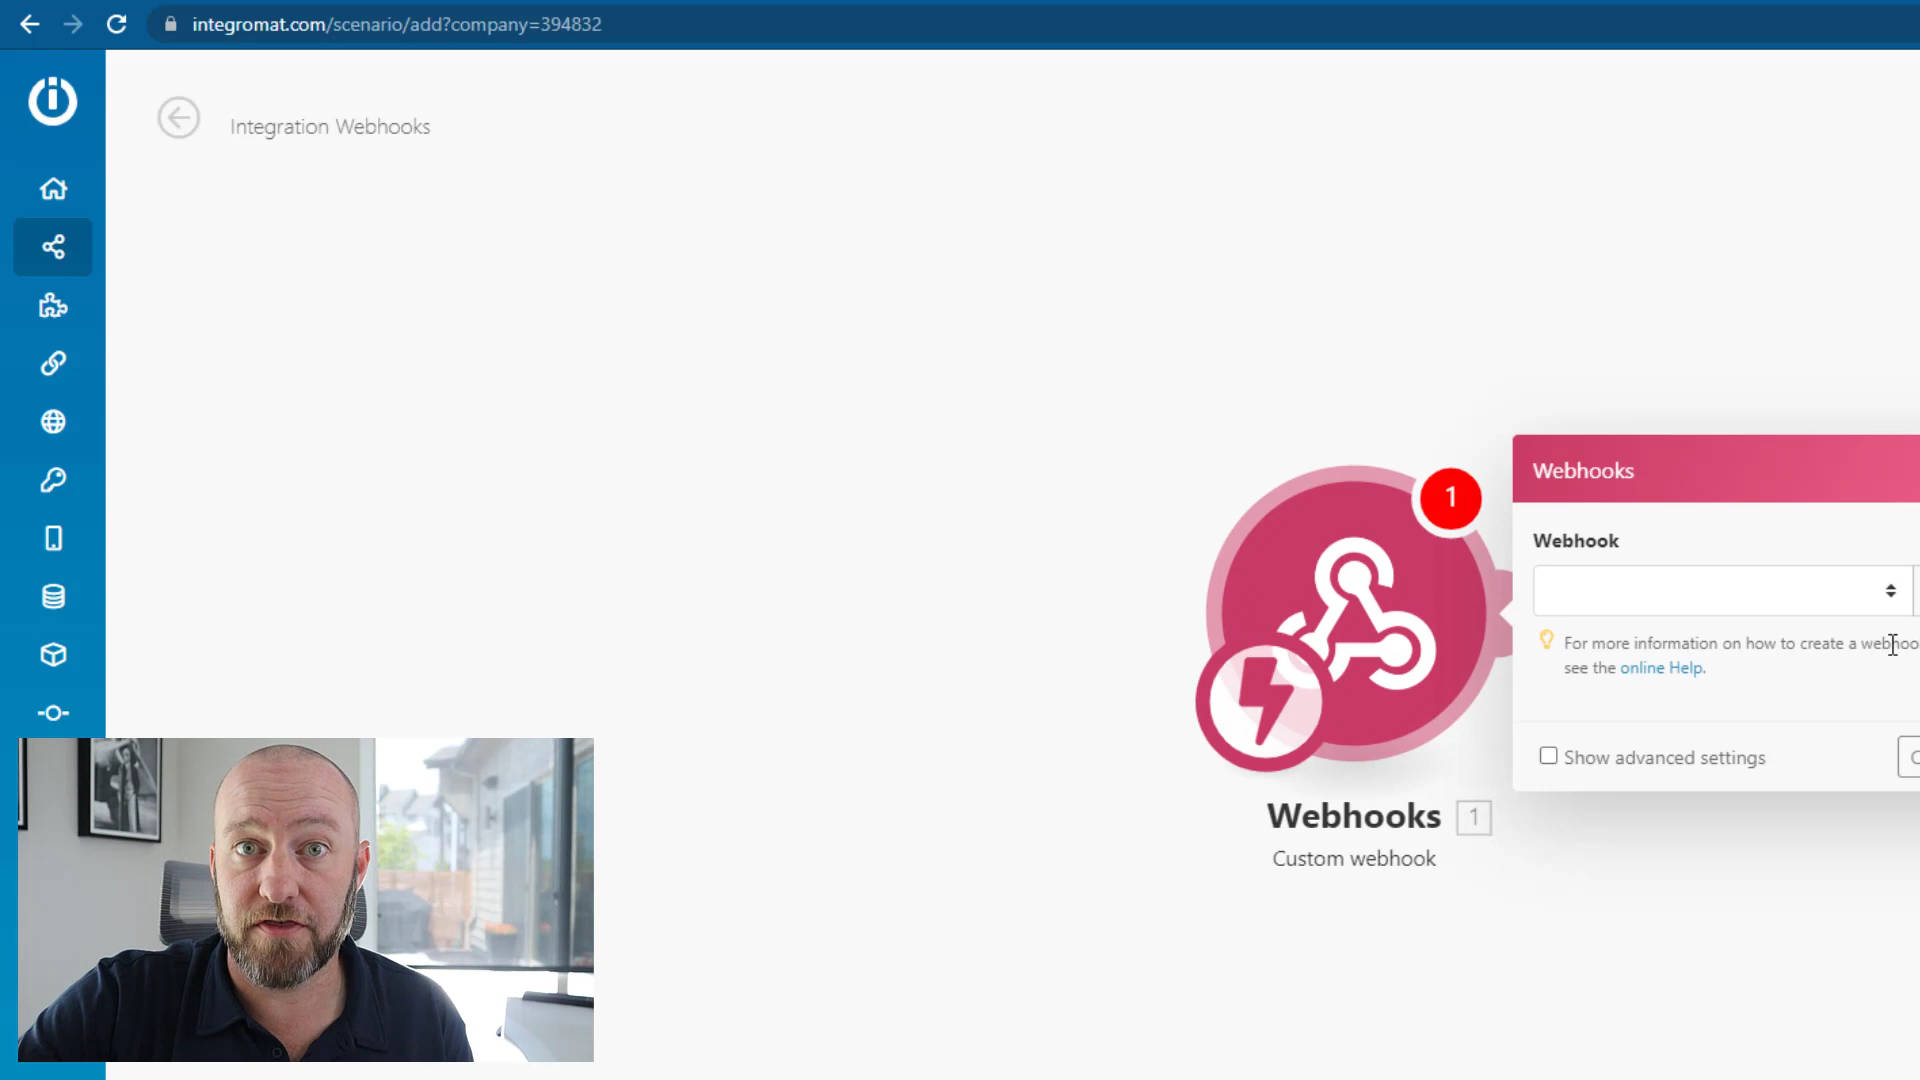 integromat.com/scenario/add?company=394832
Integration Webhooks
1
Webhooks
Webhook
For more information on how to create a webhoo
see the online Help.
Show advanced settings
Webhooks 1
Custom webhook